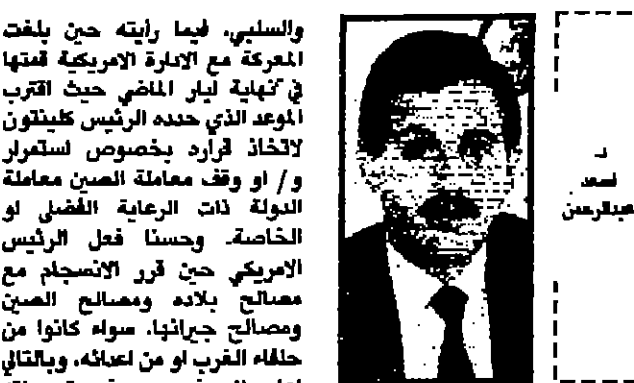 والسلبي. فيما رأيته حين بلغت
المعركة مع الادارة الامريكية قمتها
في نهاية ايار الماضي حيث اقترب
الموعد الذي حدده الرئيس كلينتون
لاتخاذ قراره بخصوص استمرار
و/ او وقف معاملة الصين معاملة
الدولة ذات الرعاية الفضلى او
الخاصة. وحسنا فعل الرئيس
الامريكي حين قرر الانسجام مع
مصالح بلاده ومصالح الصين
ومصالح جيرانها، سواء كانوا من
حلفاء الغرب او من اعدائه، وبالتالي
د.
اسعد
عبدالرحمن